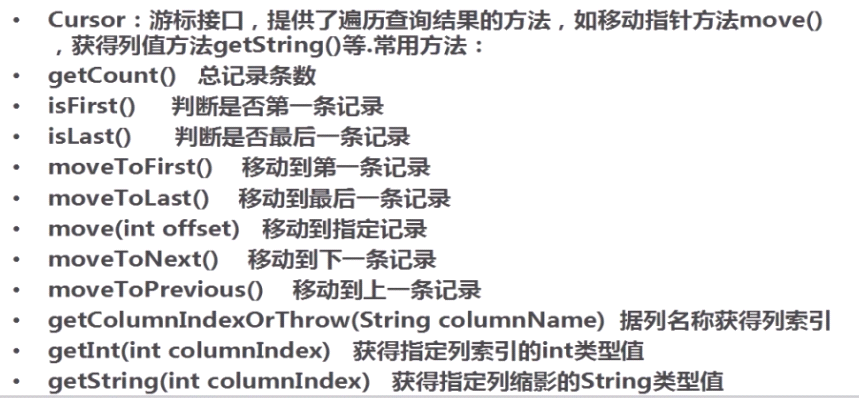 • Cursor：游标接口，提供了遍历查询结果的方法，如移动指针方法move()
，获得列值方法getString()等.常用方法：
• getCount() 总记录条数
• isFirst() 判断是否第一条记录
• isLast() 判断是否最后一条记录
• moveToFirst() 移动到第一条记录
• moveToLast() 移动到最后一条记录
• move(int offset) 移动到指定记录
• moveToNext() 移动到下一条记录
• moveToPrevious() 移动到上一条记录
• getColumnIndexOrThrow(String columnName) 据列名称获得列索引
• getInt(int columnIndex) 获得指定列索引的int类型值
• getString(int columnIndex) 获得指定列缩影的String类型值